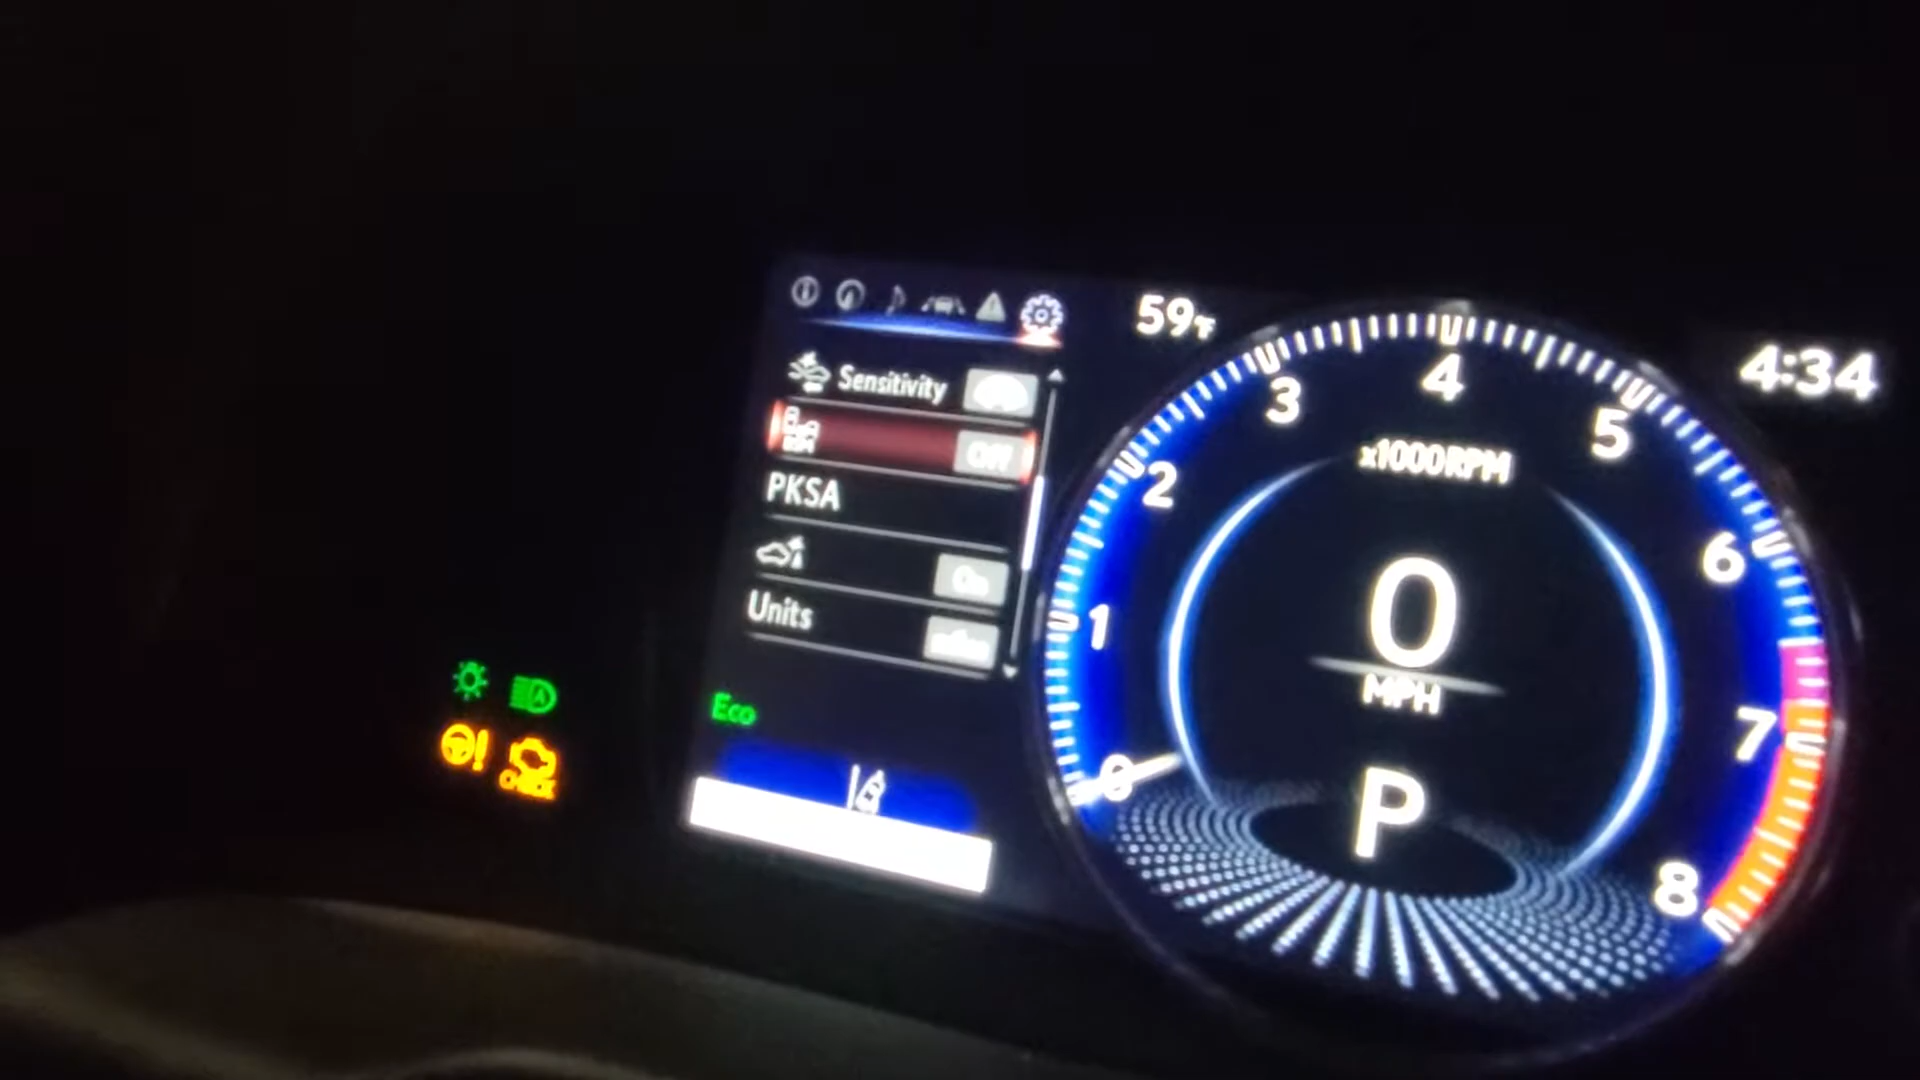 59°F
4:34
Sensitivity
Off
PKSA
On
Units
Eco
0
1
2
3
4
5
6
7
8
x1000RPM
0
MPH
P
A